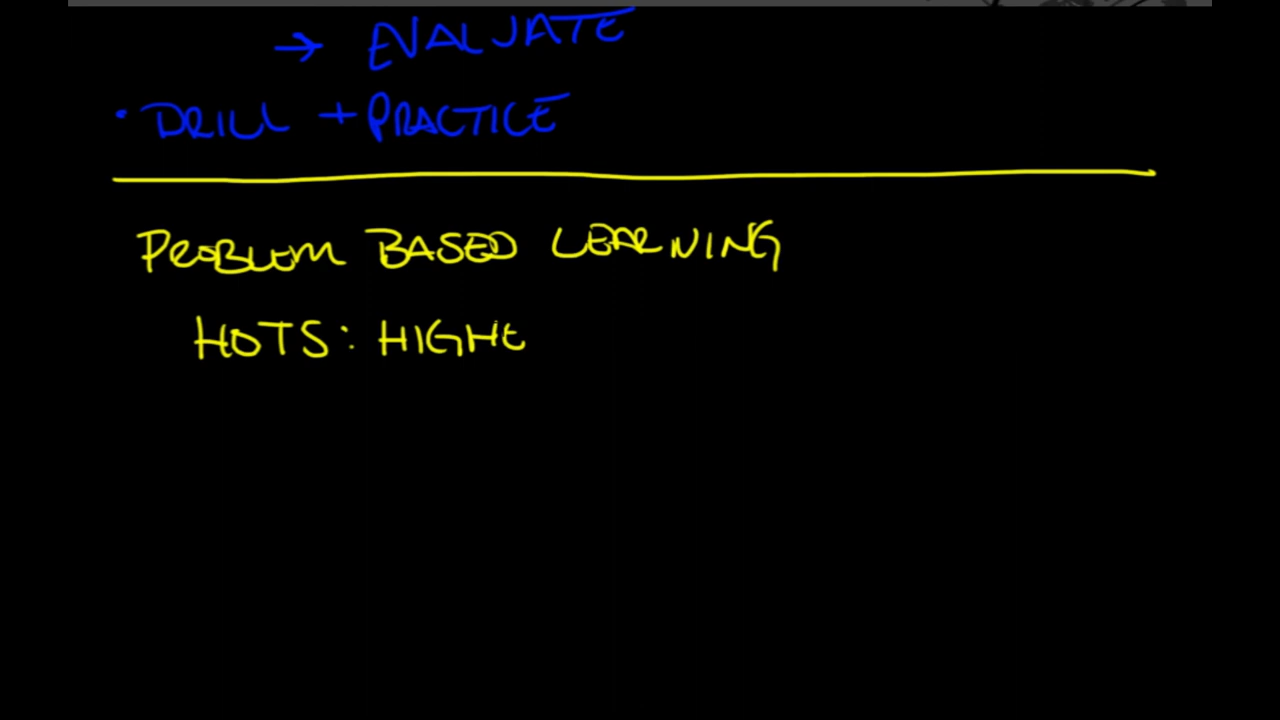 → EVALUATE
• DRILL + PRACTICE
PROBLEM BASED LEARNING
HOTS: HIGHE